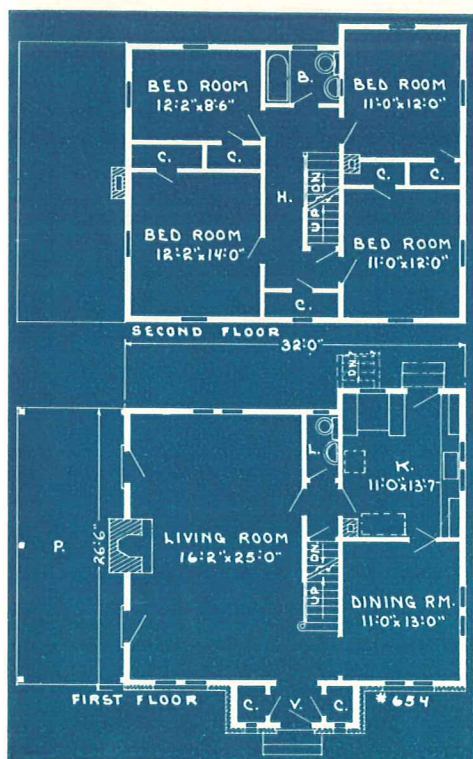 BED ROOM
12'-2"x8'-6"
B.
BED ROOM
11'-0"x12'-0"
C.
C.
DN
UP
H.
C.
C.
BED ROOM
12'-2"x14'-0"
BED ROOM
11'-0"x12'-0"
C.
SECOND FLOOR
32'-0"
DN.
L.
K.
11'-0"x13'-7"
P.
26'-6"
LIVING ROOM
16'-2"x25'-0"
DN
UP
DINING RM.
11'-0"x13'-0"
FIRST FLOOR
C.
V.
C.
#654